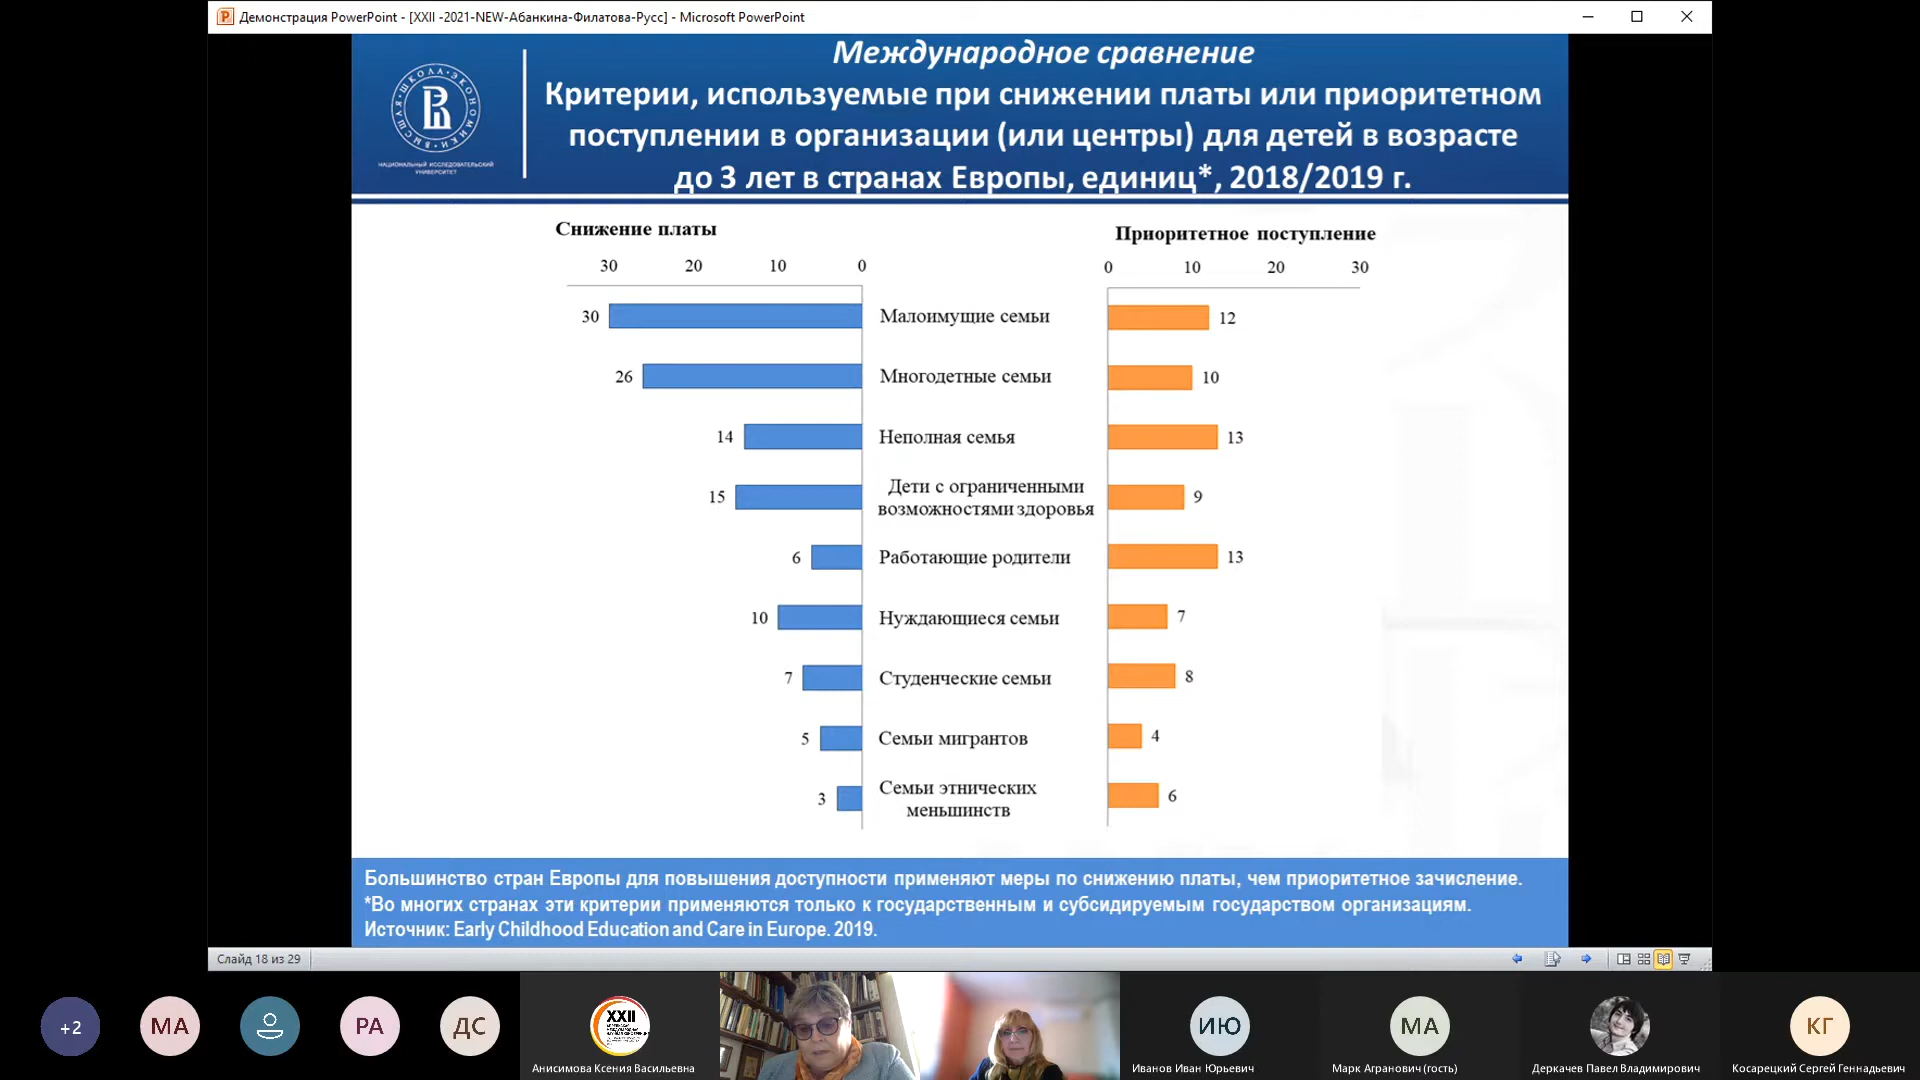 Демонстрация PowerPoint - [XXII -2021-NEW-Абанкина-Филатова-Русс] - Microsoft PowerPoint
ВЫСШАЯ ШКОЛА ЭКОНОМИКИ
НАЦИОНАЛЬНЫЙ ИССЛЕДОВАТЕЛЬСКИЙ
УНИВЕРСИТЕТ
Международное сравнение
Критерии, используемые при снижении платы или приоритетном
поступлении в организации (или центры) для детей в возрасте
до 3 лет в странах Европы, единиц*, 2018/2019 г.
Снижение платы
Приоритетное поступление
30 20 10 0
0 10 20 30
30 Малоимущие семьи 12
26 Многодетные семьи 10
14 Неполная семья 13
15 Дети с ограниченными
возможностями здоровья 9
6 Работающие родители 13
10 Нуждающиеся семьи 7
7 Студенческие семьи 8
5 Семьи мигрантов 4
3 Семьи этнических
меньшинств 6
Большинство стран Европы для повышения доступности применяют меры по снижению платы, чем приоритетное зачисление.
*Во многих странах эти критерии применяются только к государственным и субсидируемым государством организациям.
Источник: Early Childhood Education and Care in Europe. 2019.
Слайд 18 из 29
+2
МА
РА
ДС
XXII
Анисимова Ксения Васильевна
ИЮ
Иванов Иван Юрьевич
МА
Марк Агранович (гость)
Деркачев Павел Владимирович
КГ
Косарецкий Сергей Геннадьевич